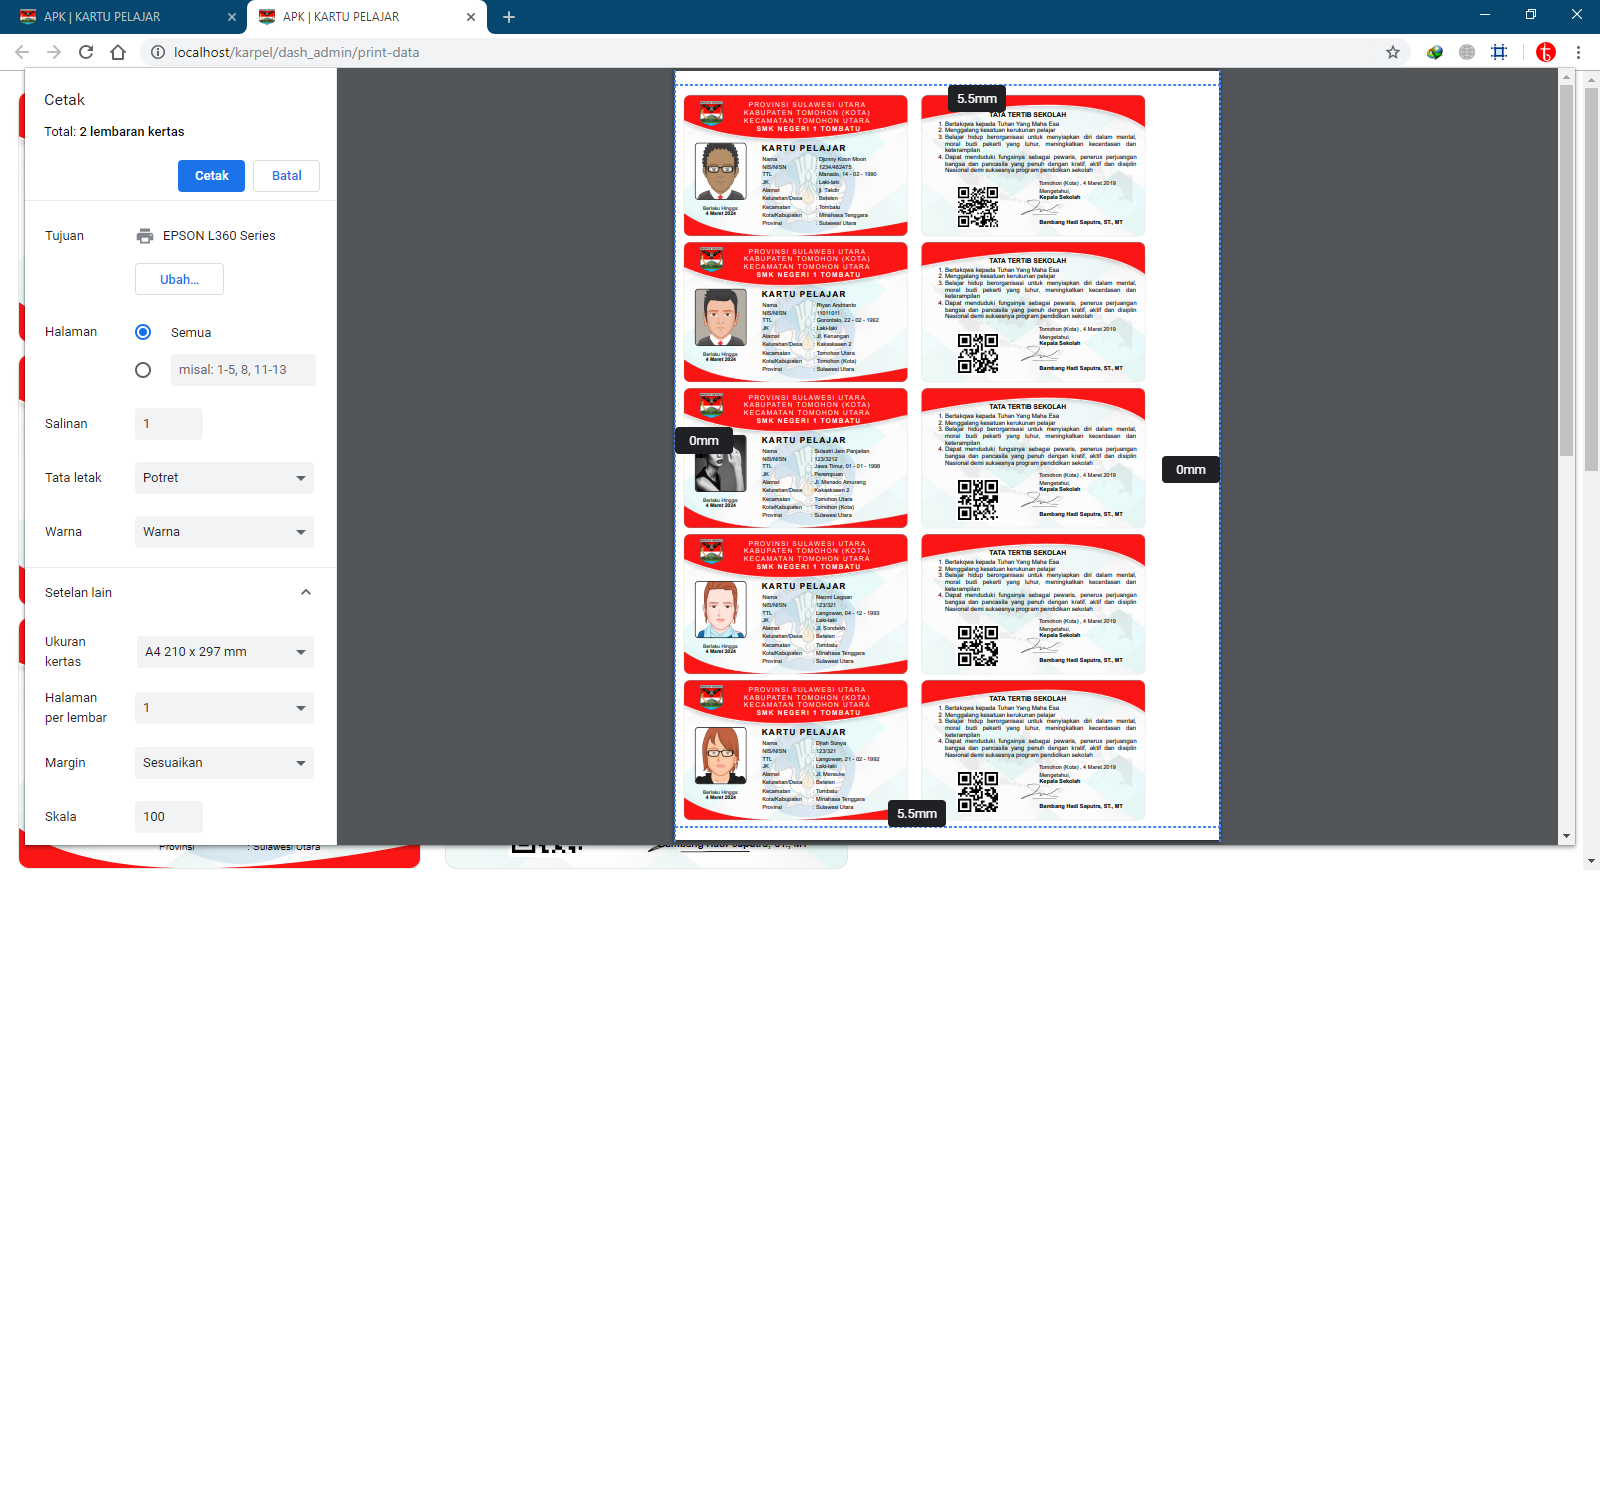 APK | KARTU PELAJAR
APK | KARTU PELAJAR
localhost/karpel/dash_admin/print-data
Cetak
Total: 2 lembaran kertas
Cetak
Batal
Tujuan
EPSON L360 Series
Ubah...
Halaman
Semua
misal: 1-5, 8, 11-13
Salinan
1
Tata letak
Potret
Warna
Warna
Setelan lain
Ukuran kertas
A4 210 x 297 mm
Halaman per lembar
1
Margin
Sesuaikan
Skala
100
5.5mm
0mm
0mm
5.5mm
PROVINSI SULAWESI UTARA
KABUPATEN TOMOHON (KOTA)
KECAMATAN TOMOHON UTARA
SMK NEGERI 1 TOMBATU
KARTU PELAJAR
Nama : Djonny Koon Moon
NIS/NISN : 1234/462475
TTL : Manado, 14 - 02 - 1990
JK : Laki-laki
Alamat : jl. Takdir
Kelurahan/Desa : Betelen
Kecamatan : Tombatu
Kota/Kabupaten : Minahasa Tenggara
Provinsi : Sulawesi Utara
Berlaku Hingga:
4 Maret 2024
TATA TERTIB SEKOLAH
1. Bertakqwa kepada Tuhan Yang Maha Esa
2. Menggalang kesatuan kerukunan pelajar
3. Belajar hidup berorganisasi untuk menyiapkan diri dalam mental,
moral budi pekerti yang luhur, meningkatkan kecerdasan dan
keterampilan
4. Dapat menduduki fungsinya sebagai pewaris, penerus perjuangan
bangsa dan pancasila yang penuh dengan kratif, aktif dan disiplin
Nasional demi suksesnya program pendidikan sekolah
Tomohon (Kota) , 4 Maret 2019
Mengetahui,
Kepala Sekolah
Bambang Hadi Saputra, ST., MT
PROVINSI SULAWESI UTARA
KABUPATEN TOMOHON (KOTA)
KECAMATAN TOMOHON UTARA
SMK NEGERI 1 TOMBATU
KARTU PELAJAR
Nama : Riyan Andrianto
NIS/NISN : 11011011
TTL : Gorontalo, 22 - 02 - 1992
JK : Laki-laki
Alamat : Jl. Kenangan
Kelurahan/Desa : Kakaskasen 2
Kecamatan : Tomohon Utara
Kota/Kabupaten : Tomohon (Kota)
Provinsi : Sulawesi Utara
Berlaku Hingga:
4 Maret 2024
TATA TERTIB SEKOLAH
1. Bertakqwa kepada Tuhan Yang Maha Esa
2. Menggalang kesatuan kerukunan pelajar
3. Belajar hidup berorganisasi untuk menyiapkan diri dalam mental,
moral budi pekerti yang luhur, meningkatkan kecerdasan dan
keterampilan
4. Dapat menduduki fungsinya sebagai pewaris, penerus perjuangan
bangsa dan pancasila yang penuh dengan kratif, aktif dan disiplin
Nasional demi suksesnya program pendidikan sekolah
Tomohon (Kota) , 4 Maret 2019
Mengetahui,
Kepala Sekolah
Bambang Hadi Saputra, ST., MT
PROVINSI SULAWESI UTARA
KABUPATEN TOMOHON (KOTA)
KECAMATAN TOMOHON UTARA
SMK NEGERI 1 TOMBATU
KARTU PELAJAR
Nama : Sulastri Jein Panjaitan
NIS/NISN : 123/3212
TTL : Jawa Timur, 01 - 01 - 1998
JK : Perempuan
Alamat : Jl. Manado Amurang
Kelurahan/Desa : Kakaskasen 2
Kecamatan : Tomohon Utara
Kota/Kabupaten : Tomohon (Kota)
Provinsi : Sulawesi Utara
Berlaku Hingga:
4 Maret 2024
TATA TERTIB SEKOLAH
1. Bertakqwa kepada Tuhan Yang Maha Esa
2. Menggalang kesatuan kerukunan pelajar
3. Belajar hidup berorganisasi untuk menyiapkan diri dalam mental,
moral budi pekerti yang luhur, meningkatkan kecerdasan dan
keterampilan
4. Dapat menduduki fungsinya sebagai pewaris, penerus perjuangan
bangsa dan pancasila yang penuh dengan kratif, aktif dan disiplin
Nasional demi suksesnya program pendidikan sekolah
Tomohon (Kota) , 4 Maret 2019
Mengetahui,
Kepala Sekolah
Bambang Hadi Saputra, ST., MT
PROVINSI SULAWESI UTARA
KABUPATEN TOMOHON (KOTA)
KECAMATAN TOMOHON UTARA
SMK NEGERI 1 TOMBATU
KARTU PELAJAR
Nama : Naomi Lagoan
NIS/NISN : 123/321
TTL : Langowan, 04 - 12 - 1993
JK : Laki-laki
Alamat : Jl. Sondakh
Kelurahan/Desa : Betelen
Kecamatan : Tombatu
Kota/Kabupaten : Minahasa Tenggara
Provinsi : Sulawesi Utara
Berlaku Hingga:
4 Maret 2024
TATA TERTIB SEKOLAH
1. Bertakqwa kepada Tuhan Yang Maha Esa
2. Menggalang kesatuan kerukunan pelajar
3. Belajar hidup berorganisasi untuk menyiapkan diri dalam mental,
moral budi pekerti yang luhur, meningkatkan kecerdasan dan
keterampilan
4. Dapat menduduki fungsinya sebagai pewaris, penerus perjuangan
bangsa dan pancasila yang penuh dengan kratif, aktif dan disiplin
Nasional demi suksesnya program pendidikan sekolah
Tomohon (Kota) , 4 Maret 2019
Mengetahui,
Kepala Sekolah
Bambang Hadi Saputra, ST., MT
PROVINSI SULAWESI UTARA
KABUPATEN TOMOHON (KOTA)
KECAMATAN TOMOHON UTARA
SMK NEGERI 1 TOMBATU
KARTU PELAJAR
Nama : Djiah Sonya
NIS/NISN : 123/321
TTL : Langowan, 21 - 02 - 1992
JK : Laki-laki
Alamat : Jl. Merauke
Kelurahan/Desa : Betelen
Kecamatan : Tombatu
Kota/Kabupaten : Minahasa Tenggara
Provinsi : Sulawesi Utara
Berlaku Hingga:
4 Maret 2024
TATA TERTIB SEKOLAH
1. Bertakqwa kepada Tuhan Yang Maha Esa
2. Menggalang kesatuan kerukunan pelajar
3. Belajar hidup berorganisasi untuk menyiapkan diri dalam mental,
moral budi pekerti yang luhur, meningkatkan kecerdasan dan
keterampilan
4. Dapat menduduki fungsinya sebagai pewaris, penerus perjuangan
bangsa dan pancasila yang penuh dengan kratif, aktif dan disiplin
Nasional demi suksesnya program pendidikan sekolah
Tomohon (Kota) , 4 Maret 2019
Mengetahui,
Kepala Sekolah
Bambang Hadi Saputra, ST., MT
Provinsi : Sulawesi Utara
Bambang Hadi Saputra, ST., MT